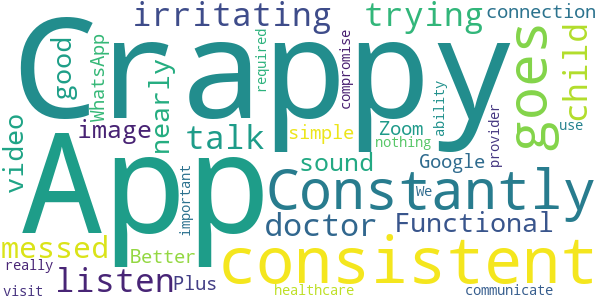 irritating
trying
connection
Crappy
good
WhatsApp
nearly
required
compromise
goes
child
video
image
talk
simple
Zoom
ability
nothing
provider
use
App
sound
Google
Constantly
We
important
doctor
Functional
messed
Better
consistent
really
listen
Plus
visit
healthcare
communicate